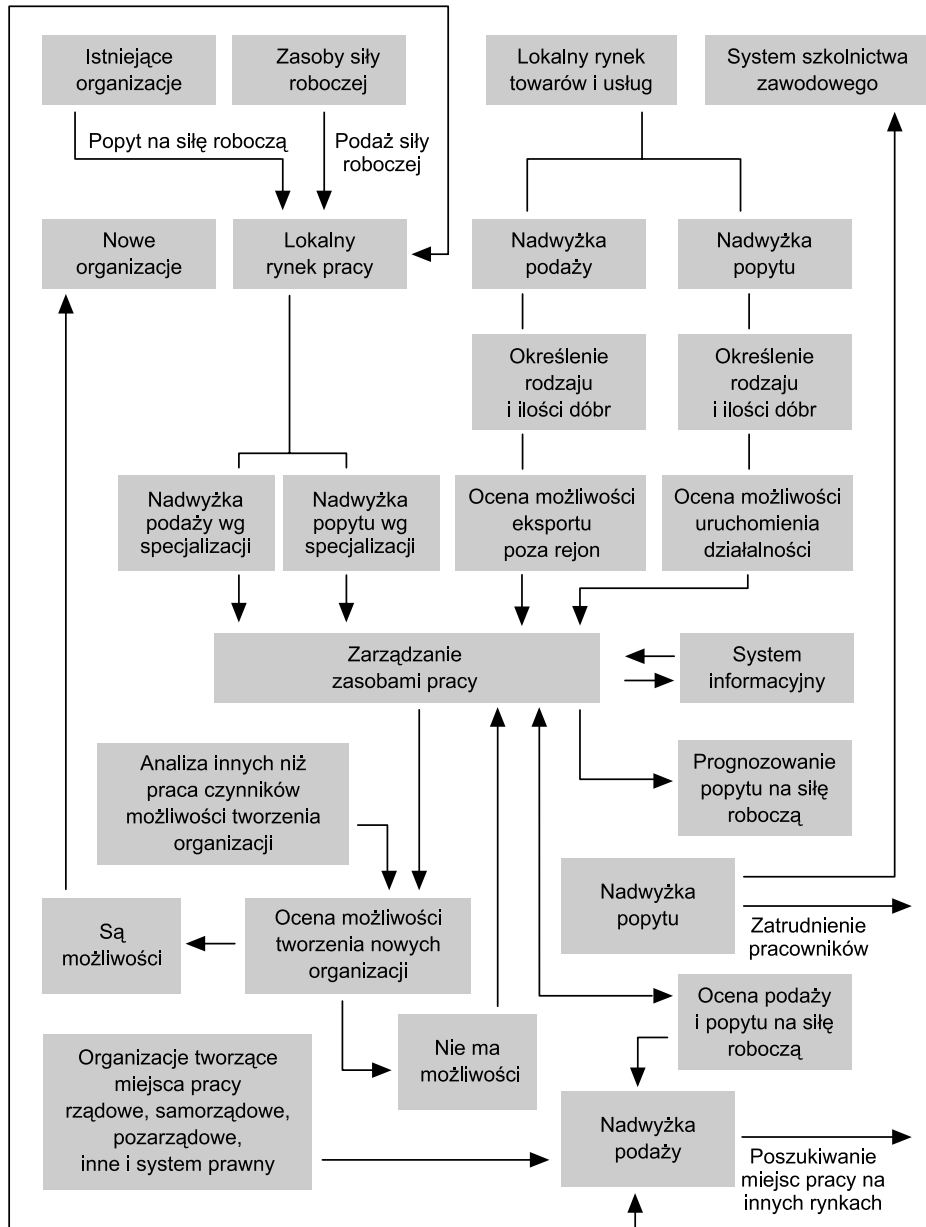 Istniejące
organizacje
Zasoby siły
roboczej
Lokalny rynek
towarów i usług
System szkolnictwa
zawodowego
Popyt na siłę roboczą
Podaż siły
roboczej
Nowe
organizacje
Lokalny
rynek pracy
Nadwyżka
podaży
Nadwyżka
popytu
Określenie
rodzaju
i ilości dóbr
Określenie
rodzaju
i ilości dóbr
Nadwyżka
podaży wg
specjalizacji
Nadwyżka
popytu wg
specjalizacji
Ocena możliwości
eksportu
poza rejon
Ocena możliwości
uruchomienia
działalności
Zarządzanie
zasobami pracy
System
informacyjny
Analiza innych niż
praca czynników
możliwości tworzenia
organizacji
Prognozowanie
popytu na siłę
roboczą
Nadwyżka
popytu
Zatrudnienie
pracowników
Są
możliwości
Ocena możliwości
tworzenia nowych
organizacji
Ocena podaży
i popytu na siłę
roboczą
Nie ma
możliwości
Organizacje tworzące
miejsca pracy
rządowe, samorządowe,
pozarządowe,
inne i system prawny
Nadwyżka
podaży
Poszukiwanie
miejsc pracy na
innych rynkach